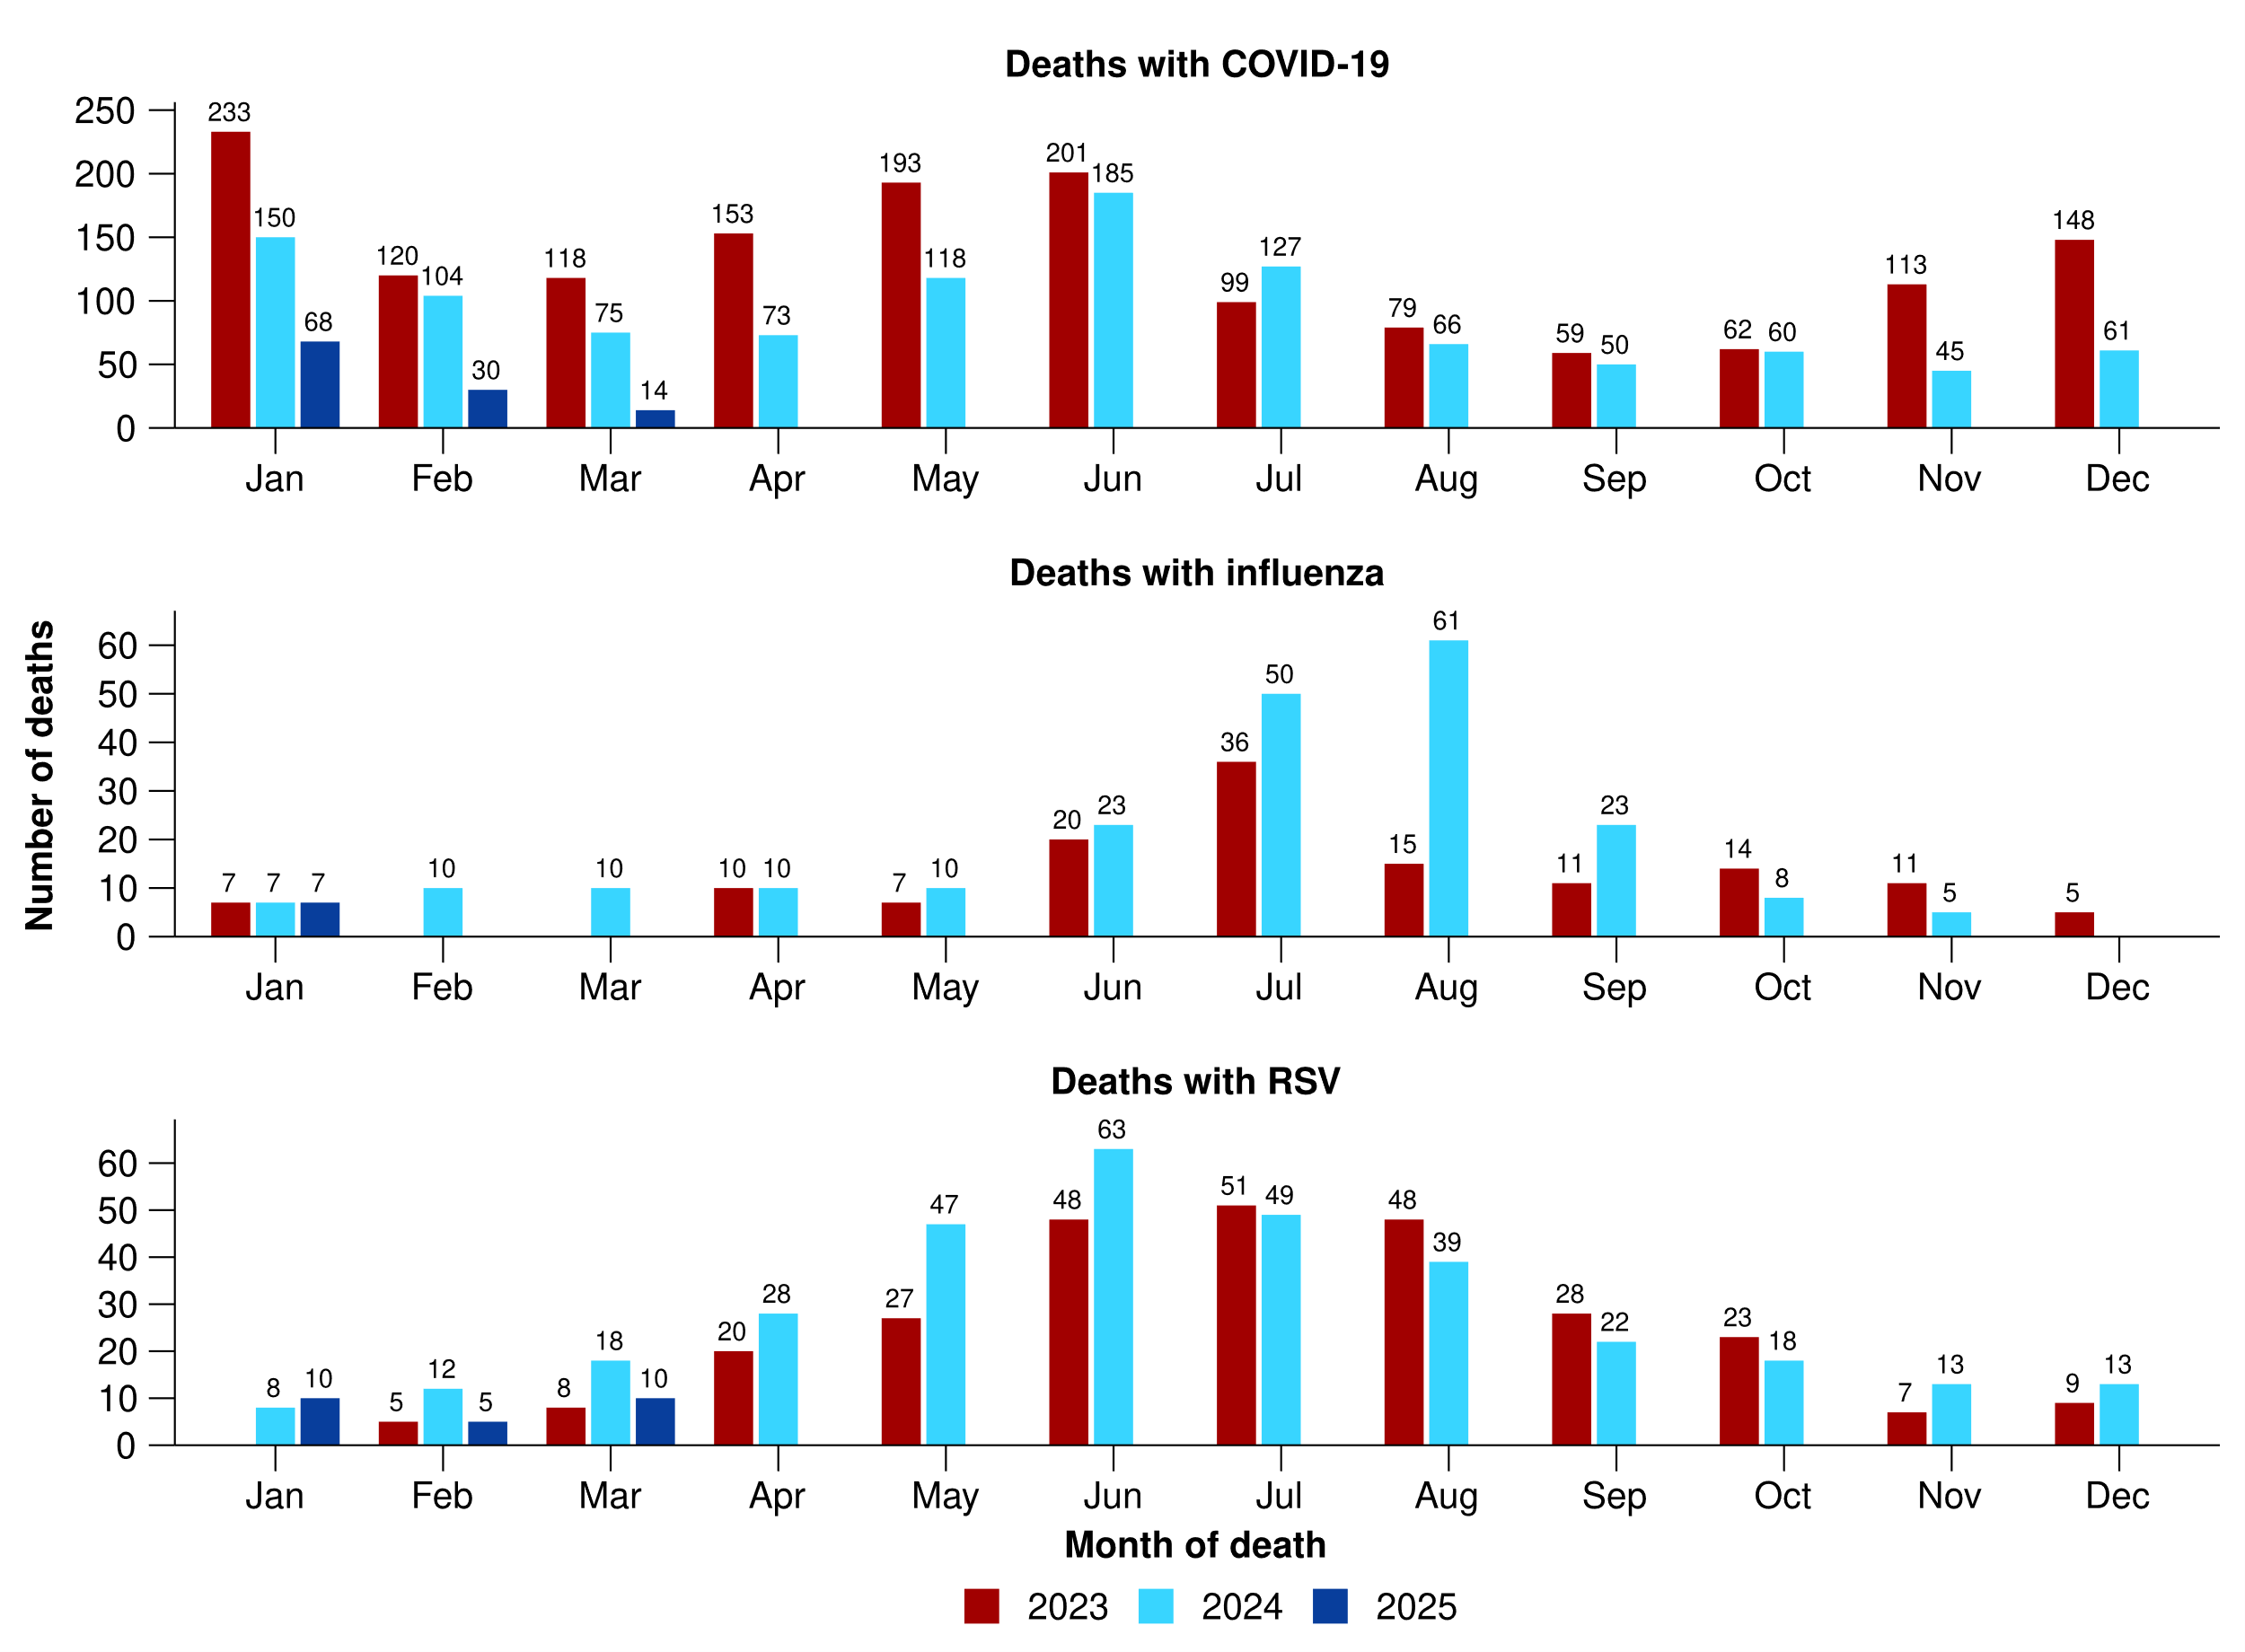 Deaths with COVID-19
250
200
150
100
50
0
233 150 68 120 104 30 118 75 14 153 73 193 118 201 185 99 127 79 66 59 50 62 60 113 45 148 61
Jan Feb Mar Apr May Jun Jul Aug Sep Oct Nov Dec
Number of deaths
Deaths with influenza
60
50
40
30
20
10
0
7 7 7 10 10 10 10 7 10 20 23 36 50 15 61 11 23 14 8 11 5 5
Jan Feb Mar Apr May Jun Jul Aug Sep Oct Nov Dec
Deaths with RSV
60
50
40
30
20
10
0
8 10 5 12 5 8 18 10 20 28 27 47 48 63 51 49 48 39 28 22 23 18 7 13 9 13
Jan Feb Mar Apr May Jun Jul Aug Sep Oct Nov Dec
Month of death
2023 2024 2025